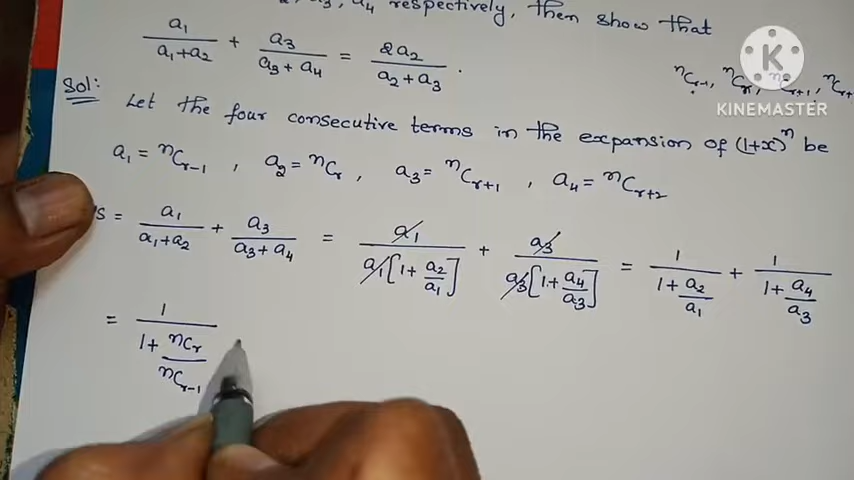 a₃, a₄ respectively, then show that
a₁/(a₁+a₂) + a₃/(a₃+a₄) = 2a₂/(a₂+a₃).
ⁿCᵣ₋₁, ⁿCᵣ, ⁿCᵣ₊₁, ⁿCᵣ₊
KINEMASTER
Sol:
Let the four consecutive terms in the expansion of (1+x)ⁿ be
a₁ = ⁿCᵣ₋₁, a₂ = ⁿCᵣ, a₃ = ⁿCᵣ₊₁, a₄ = ⁿCᵣ₊₂
S = a₁/(a₁+a₂) + a₃/(a₃+a₄) = a₁/(a₁[1+a₂/a₁]) + a₃/(a₃[1+a₄/a₃]) = 1/(1+a₂/a₁) + 1/(1+a₄/a₃)
= 1/(1+ⁿCᵣ/ⁿCᵣ₋₁)